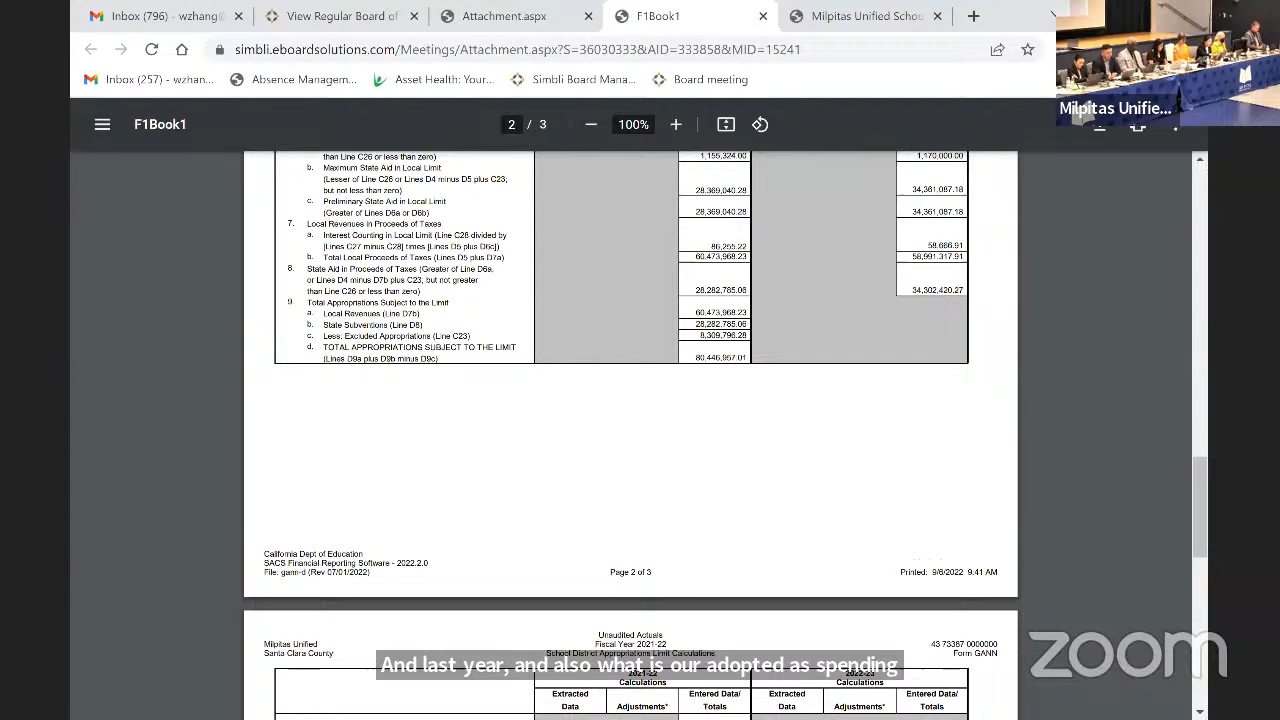 Inbox (796) - wzhang@
View Regular Board of
Attachment.aspx
F1Book1
Milpitas Unified Schou
simbli.eboardsolutions.com/Meetings/Attachment.aspx?S=36030333&AID=333858&MID=15241
Inbox (257) - wzhan...
Absence Managem...
Asset Health: Your...
Simbli Board Mana...
Board meeting
Milpitas Unifie...
F1Book1
2 / 3
100%
than Line C26 or less than zero) 1,155,324.00 1,170,000.00
b. Maximum State Aid in Local Limit
(Lesser of Line C26 or Lines D4 minus D5 plus C23;
but not less than zero) 28,369,040.28 34,361,087.18
c. Preliminary State Aid in Local Limit
(Greater of Lines D6a or D6b) 28,369,040.28 34,361,087.18
7. Local Revenues in Proceeds of Taxes
a. Interest Counting in Local Limit (Line C28 divided by
[Lines C27 minus C28] times [Lines D5 plus D6c]) 86,255.22 58,666.91
b. Total Local Proceeds of Taxes (Lines D5 plus D7a) 60,473,968.23 58,991,317.91
8. State Aid in Proceeds of Taxes (Greater of Line D6a,
or Lines D4 minus D7b plus C23; but not greater
than Line C26 or less than zero) 28,282,785.06 34,302,420.27
9. Total Appropriations Subject to the Limit
a. Local Revenues (Line D7b) 60,473,968.23
b. State Subventions (Line D8) 28,282,785.06
c. Less: Excluded Appropriations (Line C23) 8,309,796.28
d. TOTAL APPROPRIATIONS SUBJECT TO THE LIMIT
(Lines D9a plus D9b minus D9c) 80,446,957.01
California Dept of Education
SACS Financial Reporting Software - 2022.2.0
File: gann-d (Rev 07/01/2022) Page 2 of 3 Printed: 9/6/2022 9:41 AM
Unaudited Actuals
Milpitas Unified Fiscal Year 2021-22 43 73387 0000000
Santa Clara County School District Appropriations Limit Calculations Form GANN
And last year, and also what is our adopted as spending
2021-22 2022-23
Calculations Calculations
Extracted Entered Data/ Extracted Entered Data/
Data Adjustments* Totals Data Adjustments* Totals
zoom